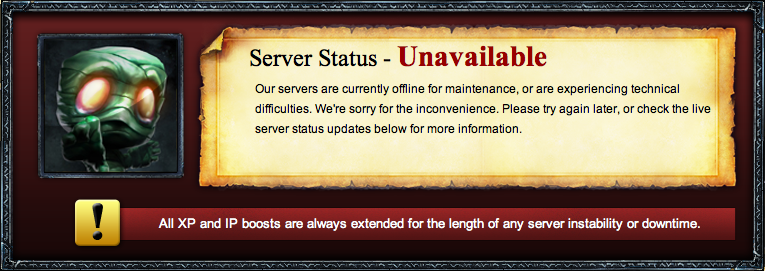 Server Status - Unavailable
Our servers are currently offline for maintenance, or are experiencing technical
difficulties. We're sorry for the inconvenience. Please try again later, or check the live
server status updates below for more information.
! All XP and IP boosts are always extended for the length of any server instability or downtime.